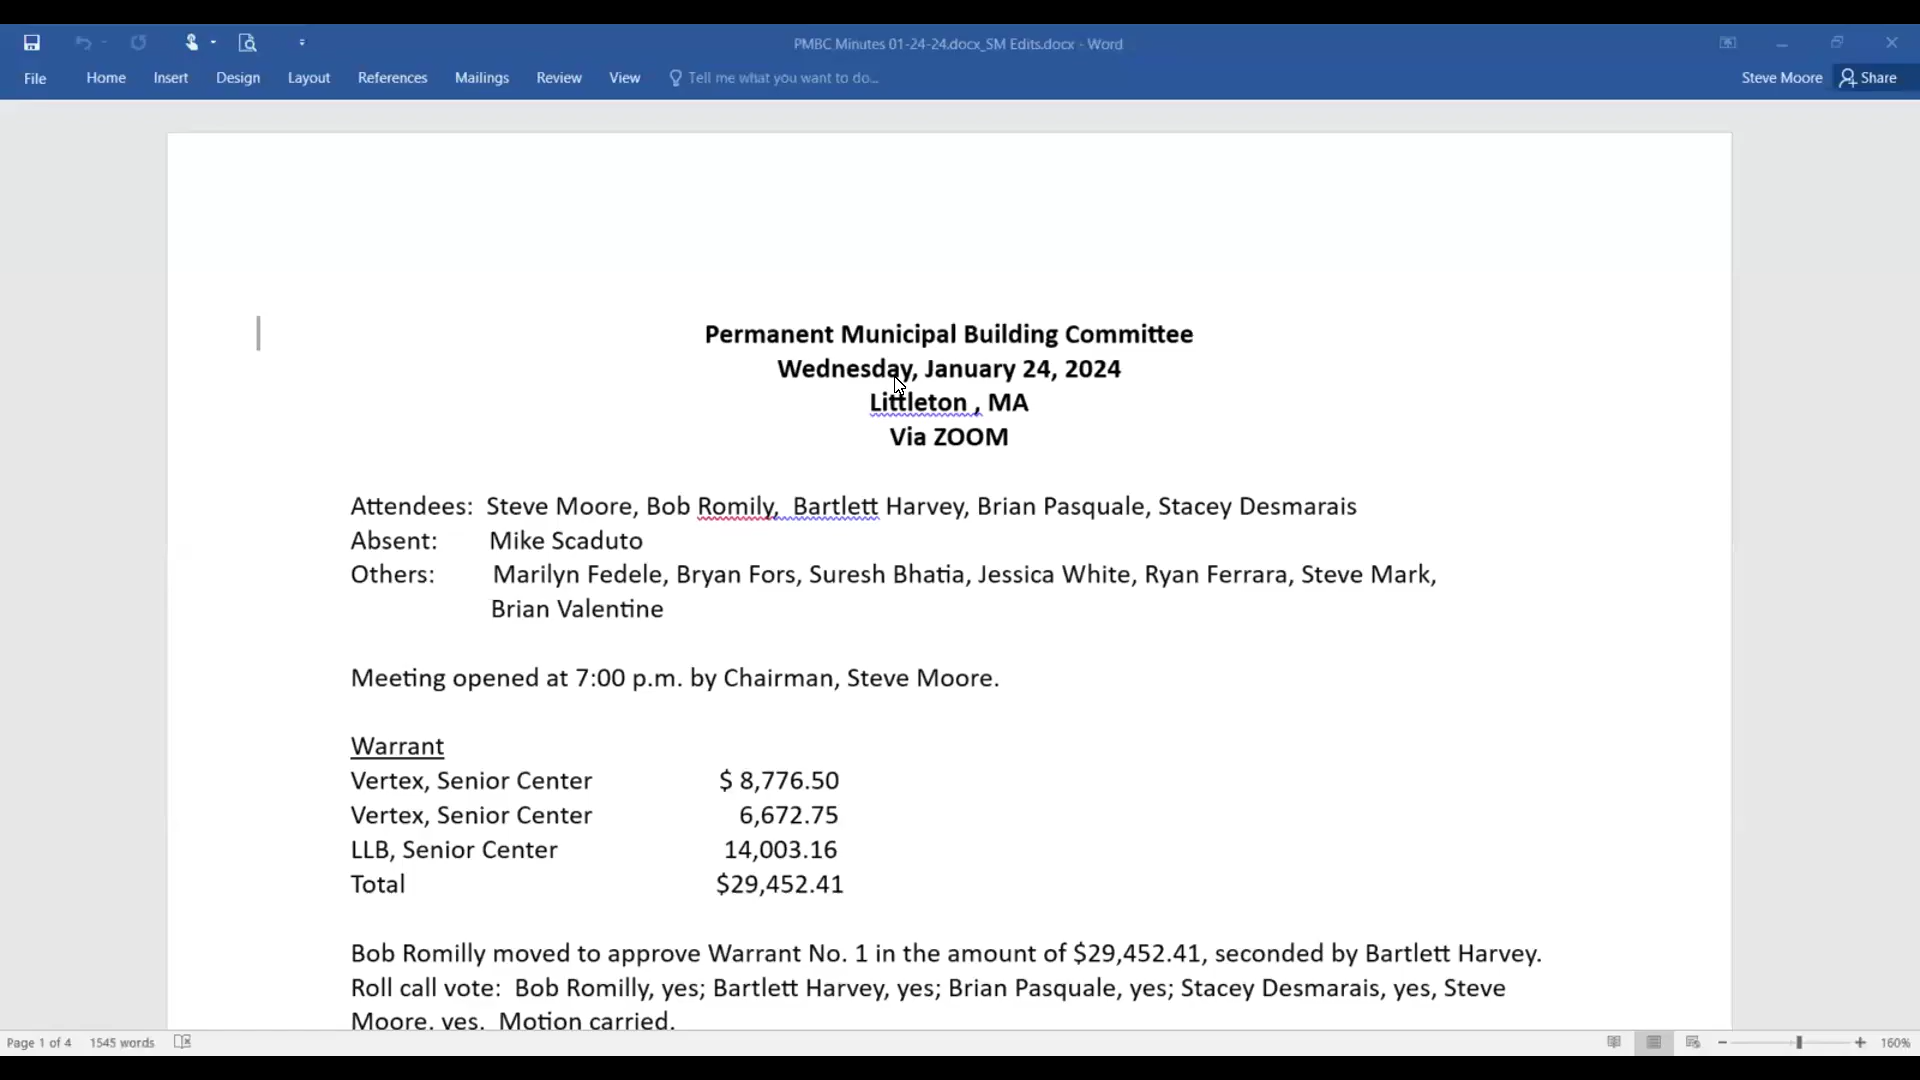 PMBC Minutes 01-24-24.docx_SM Edits.docx - Word
File Home Insert Design Layout References Mailings Review View Tell me what you want to do... Steve Moore Share
Permanent Municipal Building Committee
Wednesday, January 24, 2024
Littleton , MA
Via ZOOM
Attendees: Steve Moore, Bob Romily, Bartlett Harvey, Brian Pasquale, Stacey Desmarais
Absent: Mike Scaduto
Others: Marilyn Fedele, Bryan Fors, Suresh Bhatia, Jessica White, Ryan Ferrara, Steve Mark,
Brian Valentine
Meeting opened at 7:00 p.m. by Chairman, Steve Moore.
Warrant
Vertex, Senior Center $ 8,776.50
Vertex, Senior Center 6,672.75
LLB, Senior Center 14,003.16
Total $29,452.41
Bob Romilly moved to approve Warrant No. 1 in the amount of $29,452.41, seconded by Bartlett Harvey.
Roll call vote: Bob Romilly, yes; Bartlett Harvey, yes; Brian Pasquale, yes; Stacey Desmarais, yes, Steve
Moore, yes. Motion carried.
Page 1 of 4 1545 words 160%